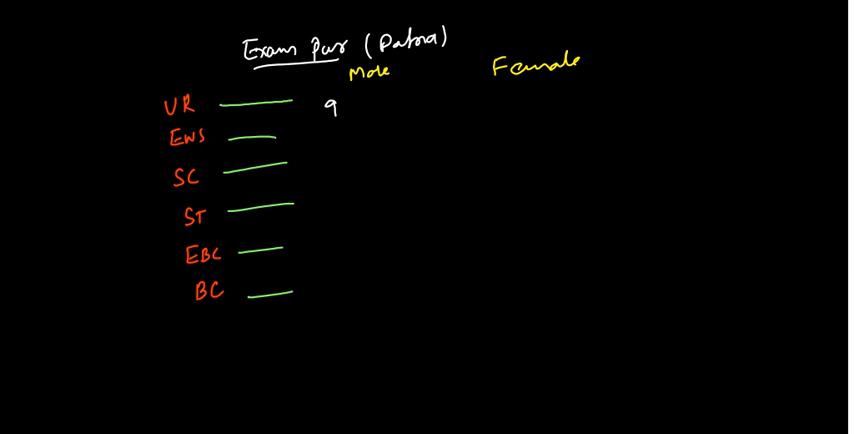 Exam Pur (Patna)
Male Female
UR 9
EWS
SC
ST
EBC
BC